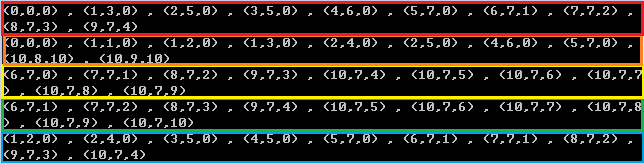 (0,0,0) , (1,3,0) , (2,5,0) , (3,5,0) , (4,6,0) , (5,7,0) , (6,7,1) , (7,7,2) ,
(8,7,3) , (9,7,4)
(0,0,0) , (1,1,0) , (1,2,0) , (1,3,0) , (2,4,0) , (2,5,0) , (4,6,0) , (5,7,0) ,
(10,8,10) , (10,9,10)
(6,7,0) , (7,7,1) , (8,7,2) , (9,7,3) , (10,7,4) , (10,7,5) , (10,7,6) , (10,7,7
) , (10,7,8) , (10,7,9)
(6,7,1) , (7,7,2) , (8,7,3) , (9,7,4) , (10,7,5) , (10,7,6) , (10,7,7) , (10,7,8
) , (10,7,9) , (10,7,10)
(1,2,0) , (2,4,0) , (3,5,0) , (4,5,0) , (5,7,0) , (6,7,1) , (7,7,1) , (8,7,2) ,
(9,7,3) , (10,7,4)